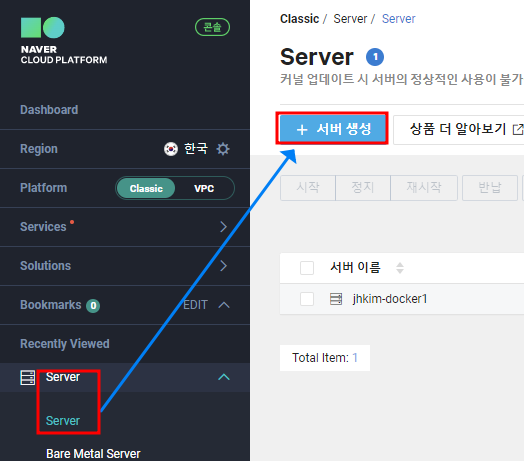 콘솔
NAVER
CLOUD PLATFORM
Dashboard
Region 한국
Platform Classic VPC
Services
Solutions
Bookmarks 0 EDIT
Recently Viewed
Server
Server
Bare Metal Server
Classic / Server / Server
Server 1
커널 업데이트 시 서버의 정상적인 사용이 불가
+ 서버 생성 상품 더 알아보기
시작 정지 재시작 반납
서버 이름
jhkim-docker1
Total Item: 1